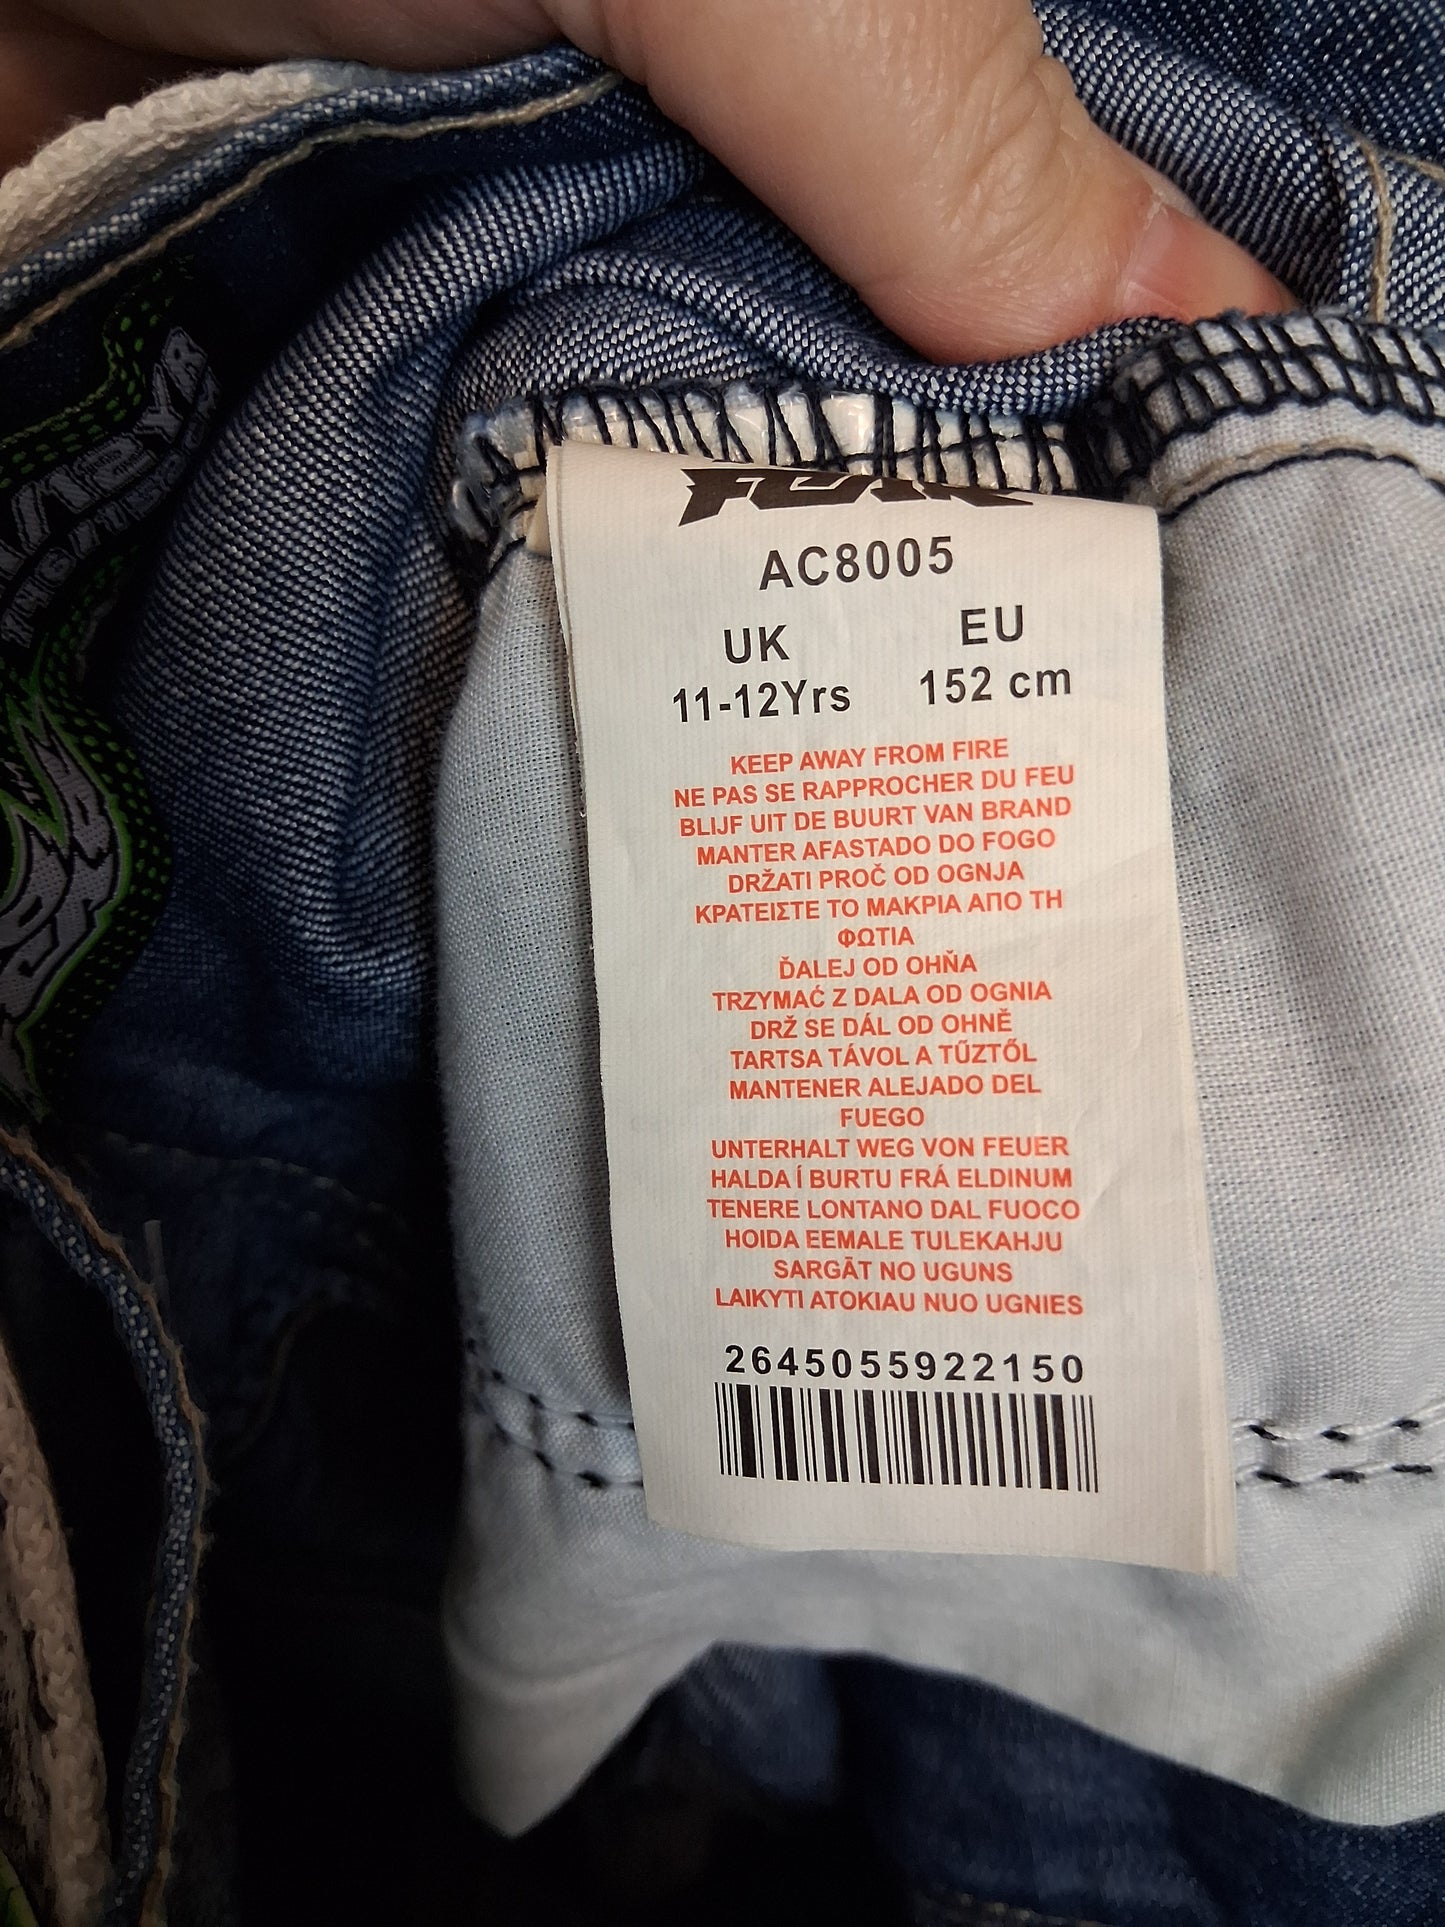 AC8005
UK EU
11-12Yrs 152 cm
KEEP AWAY FROM FIRE
NE PAS SE RAPPROCHER DU FEU
BLIJF UIT DE BUURT VAN BRAND
MANTER AFASTADO DO FOGO
DRŽATI PROČ OD OGNJA
ΚΡΑΤΕΙΣΤΕ ΤΟ ΜΑΚΡΙΑ ΑΠΟ ΤΗ
ΦΩΤΙΑ
ĎALEJ OD OHŇA
TRZYMAĆ Z DALA OD OGNIA
DRŽ SE DÁL OD OHNĚ
TARTSA TÁVOL A TŰZTŐL
MANTENER ALEJADO DEL
FUEGO
UNTERHALT WEG VON FEUER
HALDA Í BURTU FRÁ ELDINUM
TENERE LONTANO DAL FUOCO
HOIDA EEMALE TULEKAHJU
SARGĀT NO UGUNS
LAIKYTI ATOKIAU NUO UGNIES
2645055922150